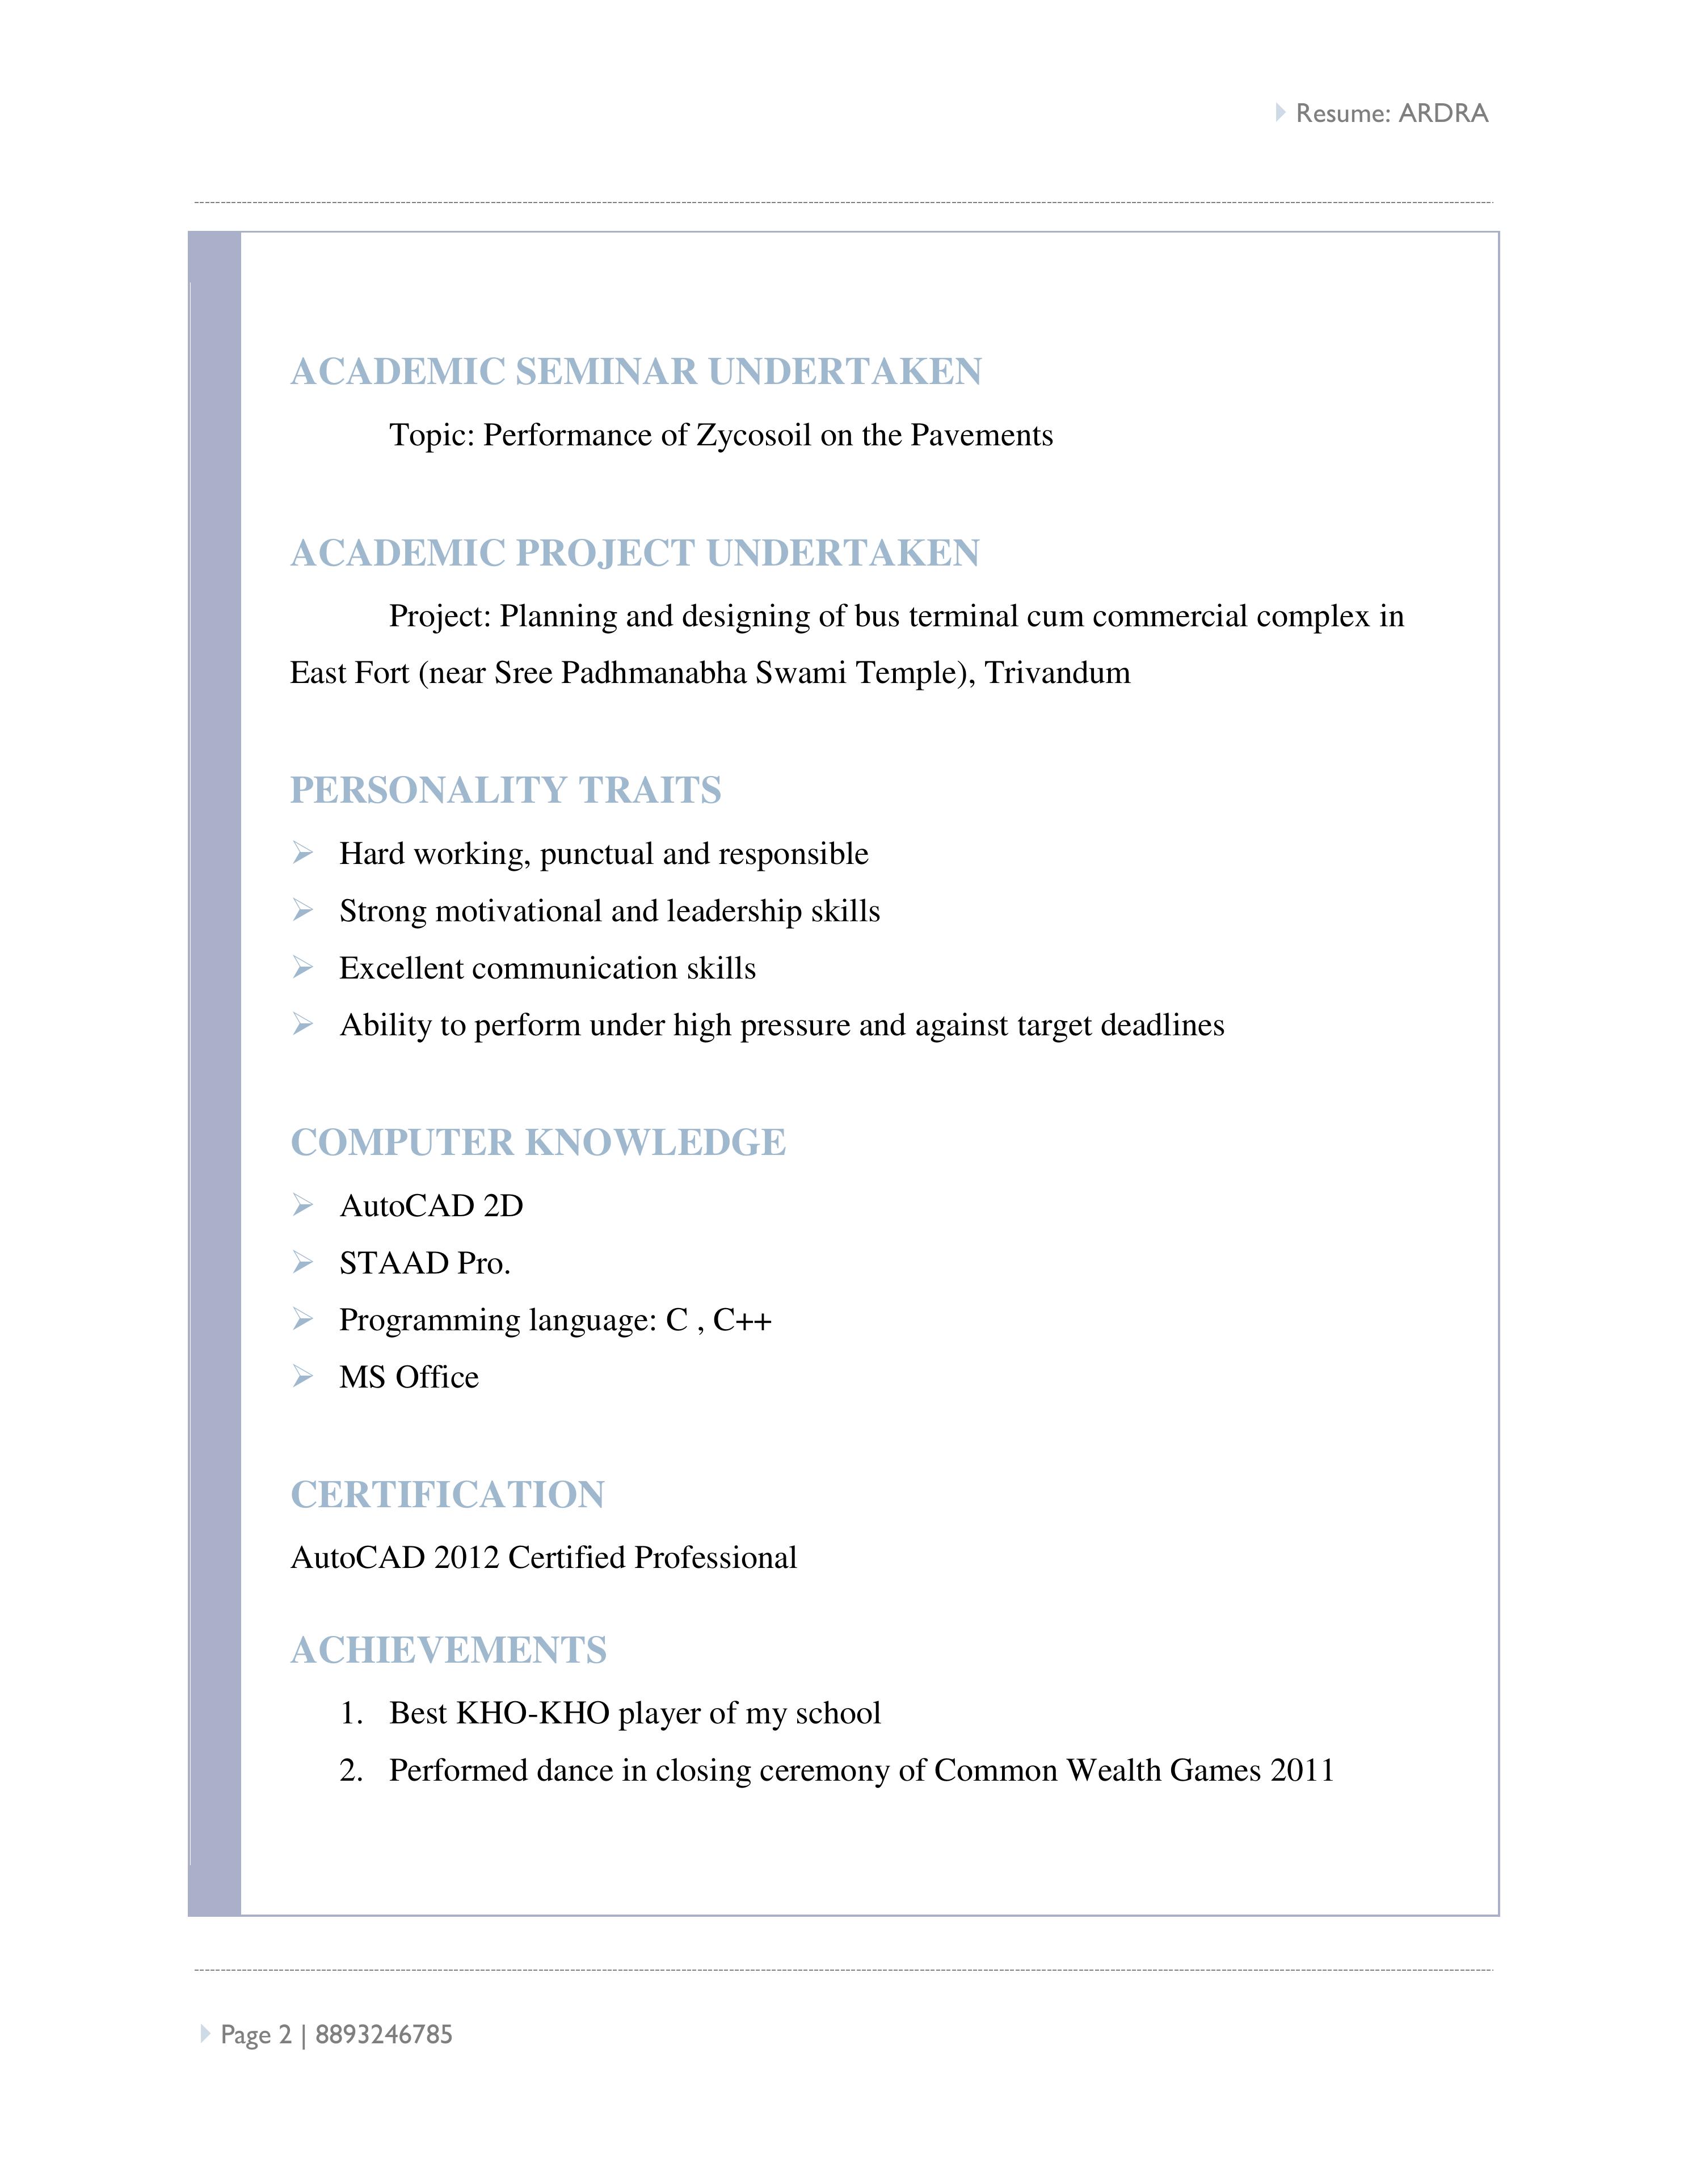 Resume: ARDRA
ACADEMIC SEMINAR UNDERTAKEN
Topic: Performance of Zycosoil on the Pavements
ACADEMIC PROJECT UNDERTAKEN
Project: Planning and designing of bus terminal cum commercial complex in
East Fort (near Sree Padhmanabha Swami Temple), Trivandum
PERSONALITY TRAITS
Hard working, punctual and responsible
Strong motivational and leadership skills
Excellent communication skills
Ability to perform under high pressure and against target deadlines
COMPUTER KNOWLEDGE
AutoCAD 2D
STAAD Pro.
Programming language: C , C++
MS Office
CERTIFICATION
AutoCAD 2012 Certified Professional
ACHIEVEMENTS
1. Best KHO-KHO player of my school
2. Performed dance in closing ceremony of Common Wealth Games 2011
Page 2 | 8893246785